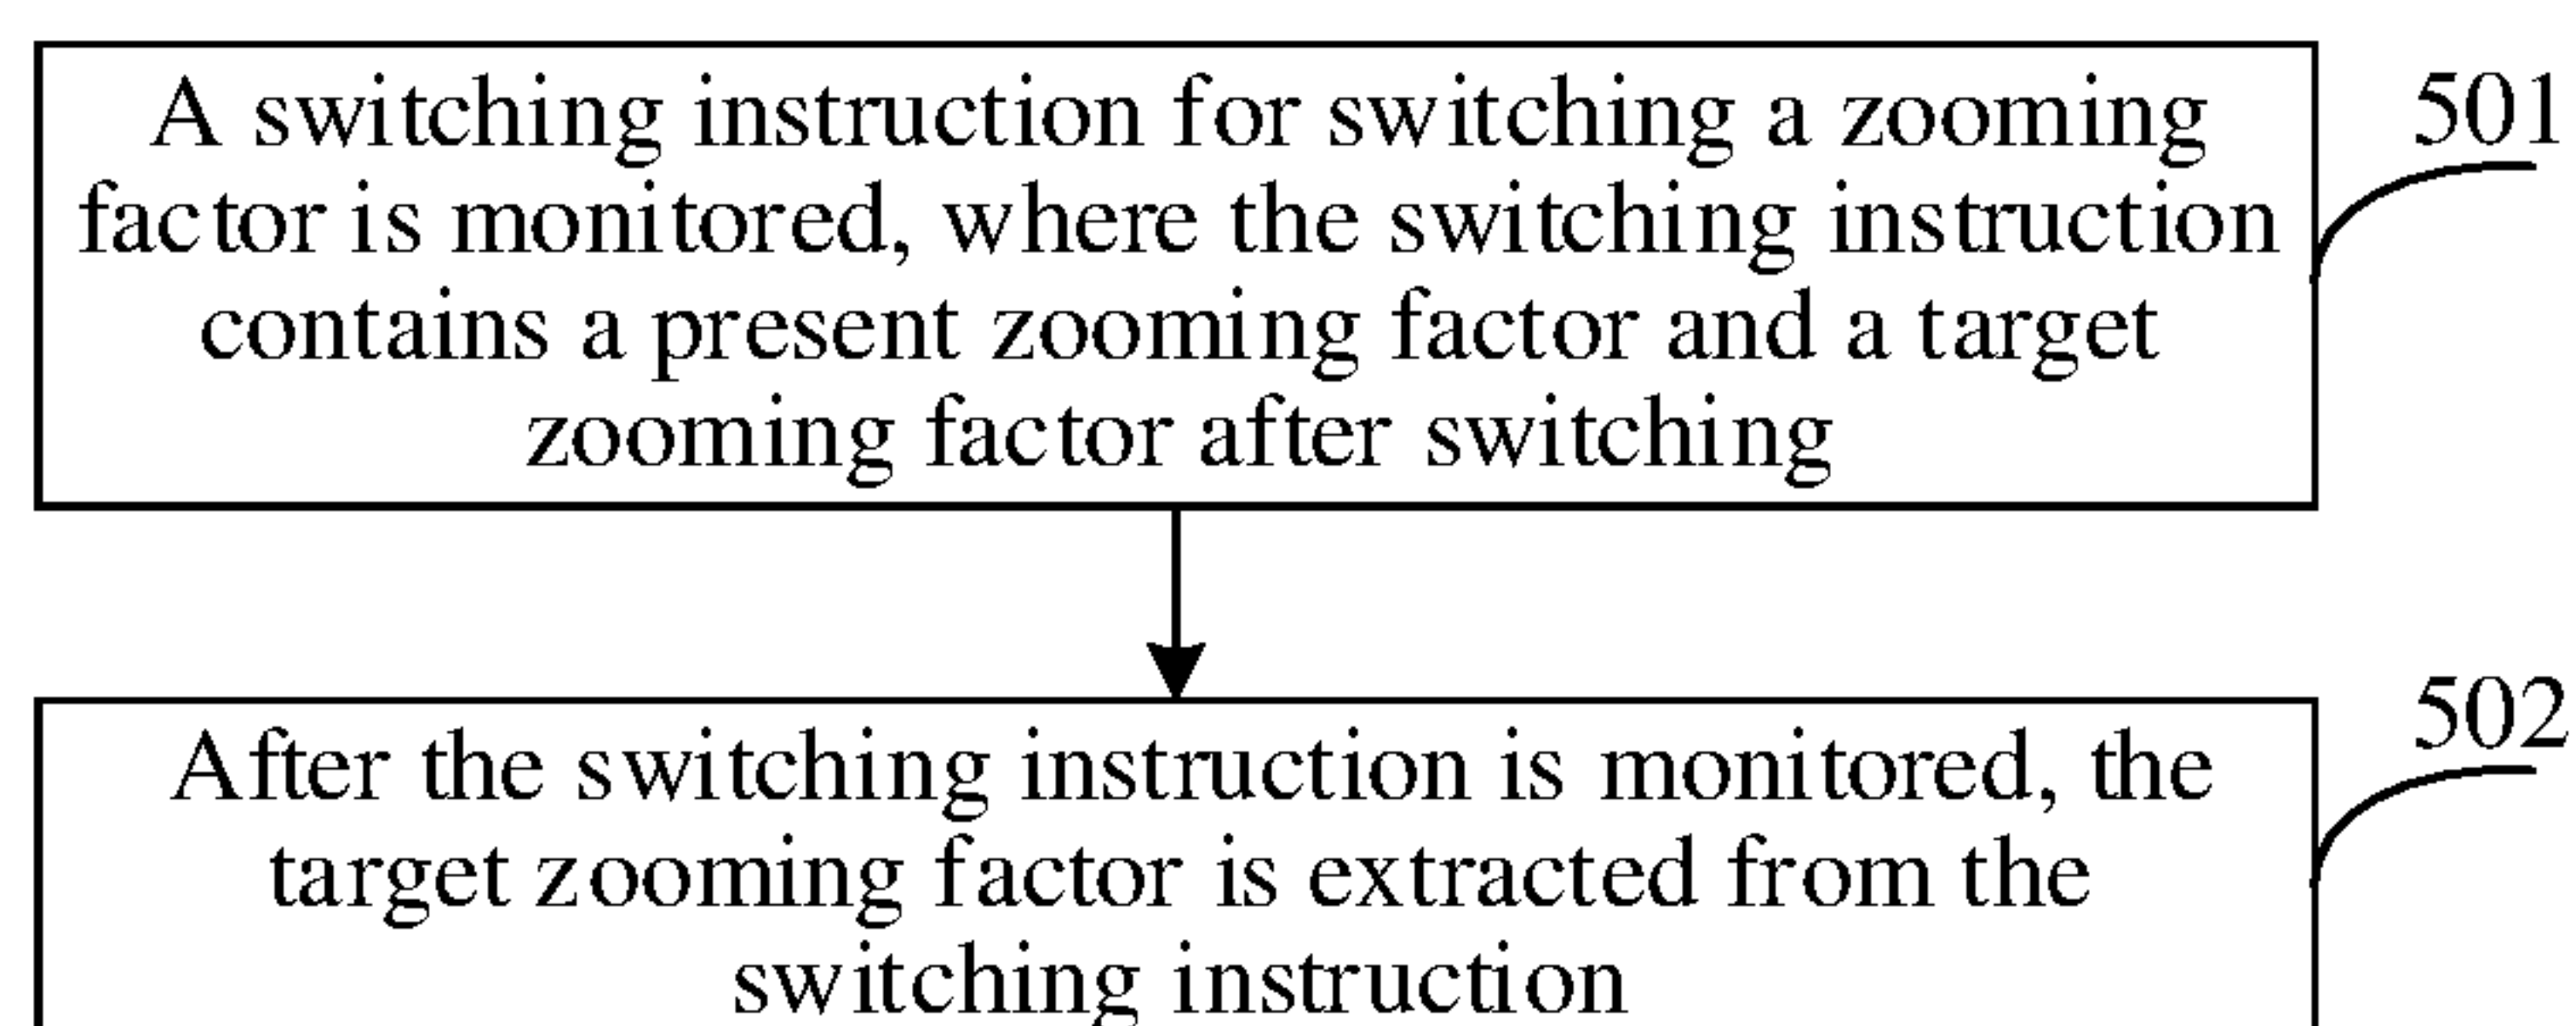 A switching instruction for switching a zooming
factor is monitored, where the switching instruction
contains a present zooming factor and a target
zooming factor after switching
501
After the switching instruction is monitored, the
target zooming factor is extracted from the
switching instruction
502